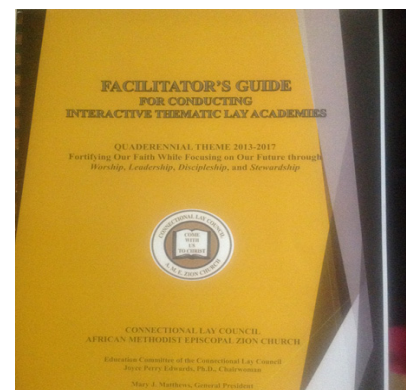 FACILITATOR'S GUIDE
FOR CONDUCTING
INTERACTIVE THEMATIC LAY ACADEMIES
QUADERENNIAL THEME 2013-2017
Fortifying Our Faith While Focusing on Our Future through
Worship, Leadership, Discipleship, and Stewardship
CONNECTIONAL LAY COUNCIL
COME
WITH
US
TO CHRIST
A. M. E. ZION CHURCH
CONNECTIONAL LAY COUNCIL
AFRICAN METHODIST EPISCOPAL ZION CHURCH
Education Committee of the Connectional Lay Council
Joyce Perry Edwards, Ph.D., Chairwoman
Mary J. Matthews, General President